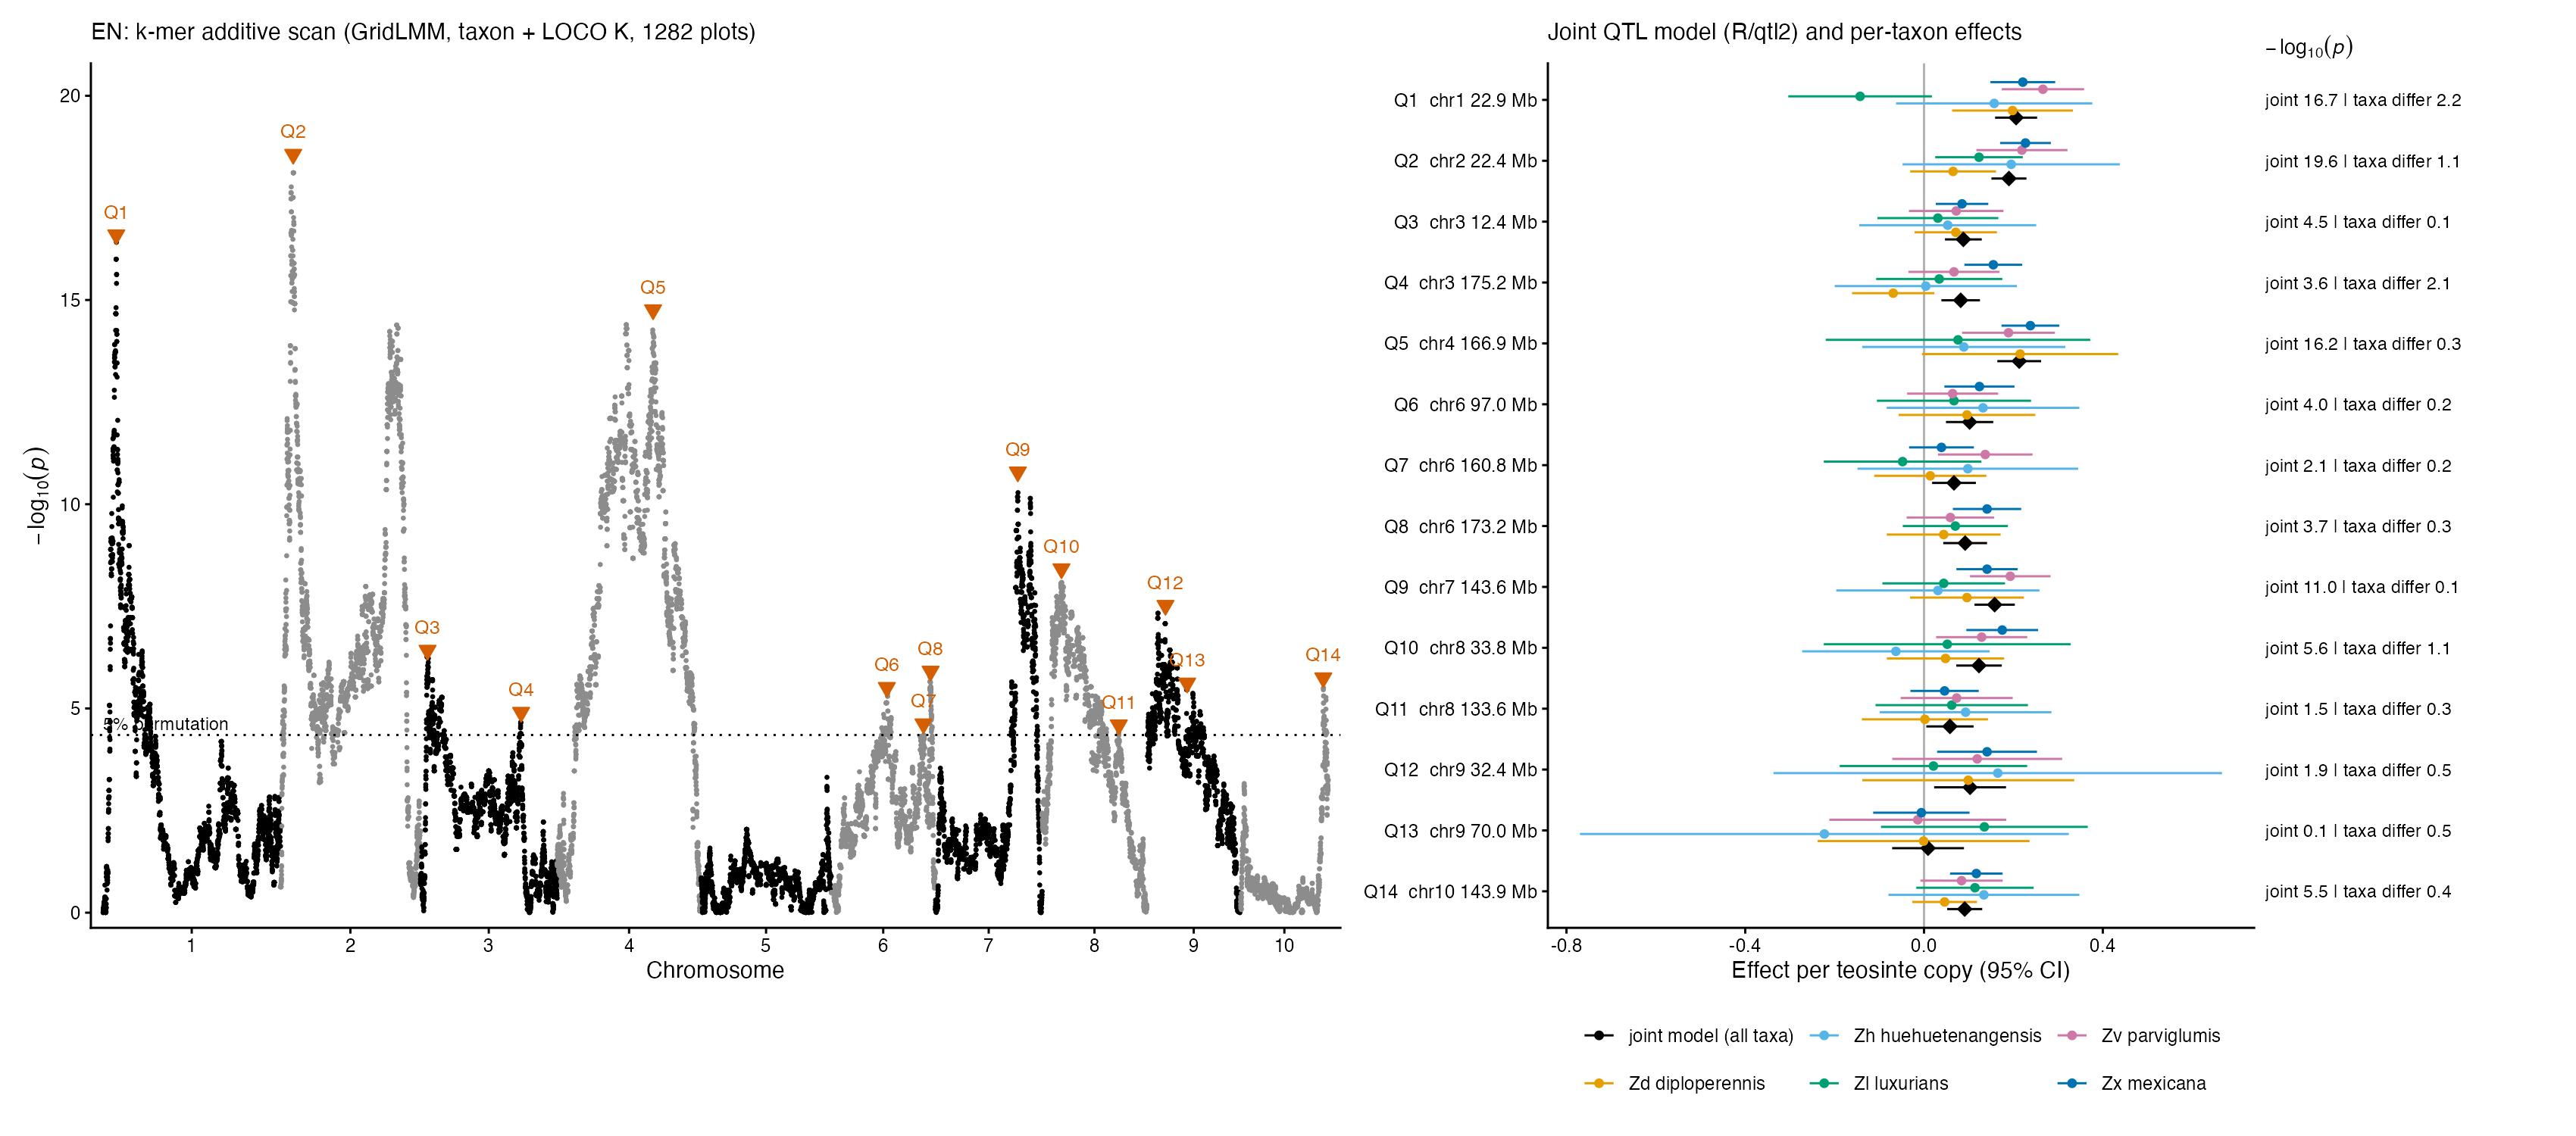 EN: k-mer additive scan (GridLMM, taxon + LOCO K, 1282 plots)
−log10(p)
20
15
10
5
0
Q1
Q2
Q3
Q4
Q5
Q6
Q7
Q8
Q9
Q10
Q11
Q12
Q13
Q14
5% permutation
1 2 3 4 5 6 7 8 9 10
Chromosome
Joint QTL model (R/qtl2) and per-taxon effects
−log10(p)
Q1 chr1 22.9 Mb joint 16.7 | taxa differ 2.2
Q2 chr2 22.4 Mb joint 19.6 | taxa differ 1.1
Q3 chr3 12.4 Mb joint 4.5 | taxa differ 0.1
Q4 chr3 175.2 Mb joint 3.6 | taxa differ 2.1
Q5 chr4 166.9 Mb joint 16.2 | taxa differ 0.3
Q6 chr6 97.0 Mb joint 4.0 | taxa differ 0.2
Q7 chr6 160.8 Mb joint 2.1 | taxa differ 0.2
Q8 chr6 173.2 Mb joint 3.7 | taxa differ 0.3
Q9 chr7 143.6 Mb joint 11.0 | taxa differ 0.1
Q10 chr8 33.8 Mb joint 5.6 | taxa differ 1.1
Q11 chr8 133.6 Mb joint 1.5 | taxa differ 0.3
Q12 chr9 32.4 Mb joint 1.9 | taxa differ 0.5
Q13 chr9 70.0 Mb joint 0.1 | taxa differ 0.5
Q14 chr10 143.9 Mb joint 5.5 | taxa differ 0.4
-0.8 -0.4 0.0 0.4
Effect per teosinte copy (95% CI)
joint model (all taxa) Zh huehuetenangensis Zv parviglumis
Zd diploperennis Zl luxurians Zx mexicana